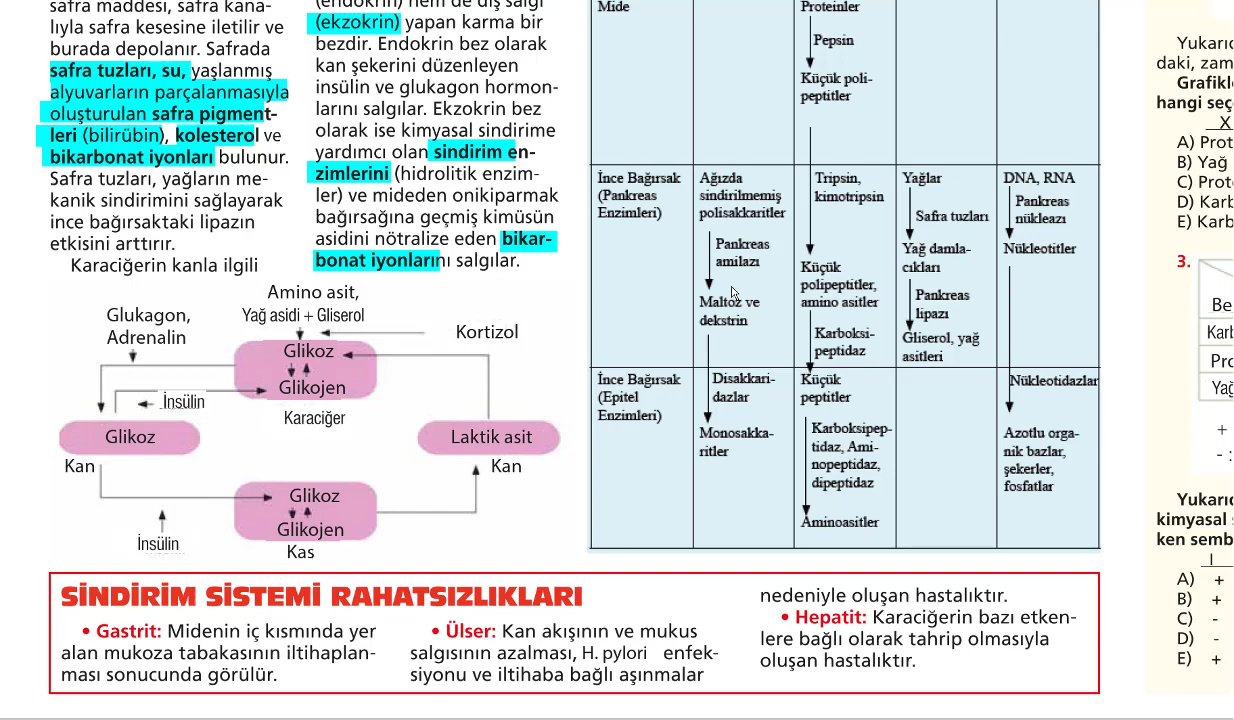 safra maddesi, safra kana-
lıyla safra kesesine iletilir ve
burada depolanır. Safrada
safra tuzları, su, yaşlanmış
alyuvarların parçalanmasıyla
oluşturulan safra pigment-
leri (bilirübin), kolesterol ve
bikarbonat iyonları bulunur.
Safra tuzları, yağların me-
kanik sindirimini sağlayarak
ince bağırsaktaki lipazın
etkisini arttırır.
Karaciğerin kanla ilgili
(endokrin) hem de dış salgı
(ekzokrin) yapan karma bir
bezdir. Endokrin bez olarak
kan şekerini düzenleyen
insülin ve glukagon hormon-
larını salgılar. Ekzokrin bez
olarak ise kimyasal sindirime
yardımcı olan sindirim en-
zimlerini (hidrolitik enzim-
ler) ve mideden onikiparmak
bağırsağına geçmiş kimüsün
asidini nötralize eden bikar-
bonat iyonlarını salgılar.
Amino asit,
Yağ asidi + Gliserol
Glukagon,
Adrenalin
Kortizol
Glikoz
Glikojen
İnsülin
Karaciğer
Glikoz
Laktik asit
Kan
Kan
Glikoz
Glikojen
İnsülin
Kas
Mide
Proteinler
Pepsin
Küçük poli-
peptitler
İnce Bağırsak
(Pankreas
Enzimleri)
Ağızda
sindirilmemiş
polisakkaritler
Pankreas
amilazı
Maltoz ve
dekstrin
Tripsin,
kimotripsin
Küçük
polipeptitler,
amino asitler
Karboksi-
peptidaz
Yağlar
Safra tuzları
Yağ damla-
cıkları
Pankreas
lipazı
Gliserol, yağ
asitleri
DNA, RNA
Pankreas
nükleazı
Nükleotitler
İnce Bağırsak
(Epitel
Enzimleri)
Disakkari-
dazlar
Monosakka-
ritler
Küçük
peptitler
Karboksipep-
tidaz, Ami-
nopeptidaz,
dipeptidaz
Aminoasitler
Nükleotidazlar
Azotlu orga-
nik bazlar,
şekerler,
fosfatlar
SİNDİRİM SİSTEMİ RAHATSIZLIKLARI
• Gastrit: Midenin iç kısmında yer
alan mukoza tabakasının iltihaplan-
ması sonucunda görülür.
• Ülser: Kan akışının ve mukus
salgısının azalması, H. pylori enfek-
siyonu ve iltihaba bağlı aşınmalar
nedeniyle oluşan hastalıktır.
• Hepatit: Karaciğerin bazı etken-
lere bağlı olarak tahrip olmasıyla
oluşan hastalıktır.
Yukarıd
daki, zam
Grafikle
hangi seç
X
A) Prot
B) Yağ
C) Prote
D) Karb
E) Karb
3.
Be
Karb
Pro
Yağ
+
- :
Yukarıd
kimyasal s
ken semb
I
A) +
B) +
C) -
D) -
E) +